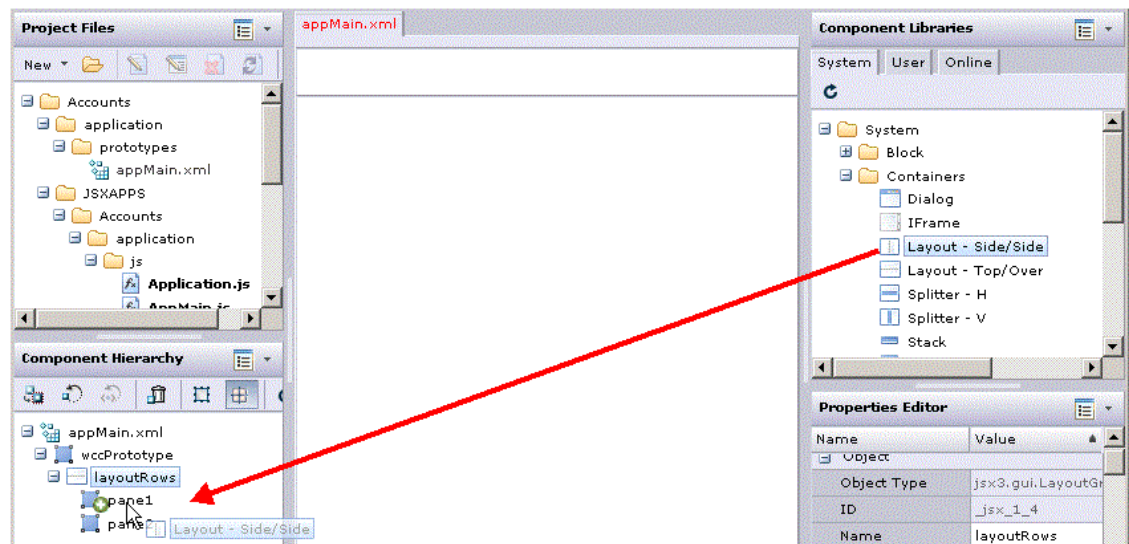 Project Files
New
Accounts
application
prototypes
appMain.xml
JSXAPPS
Accounts
application
js
Application.js
AppMain.js
Component Hierarchy
appMain.xml
wccPrototype
layoutRows
pane1
Layout - Side/Side
appMain.xml
Component Libraries
System User Online
System
Block
Containers
Dialog
IFrame
Layout - Side/Side
Layout - Top/Over
Splitter - H
Splitter - V
Stack
Properties Editor
Name Value
Object
Object Type jsx3.gui.LayoutGr
ID _jsx_1_4
Name layoutRows